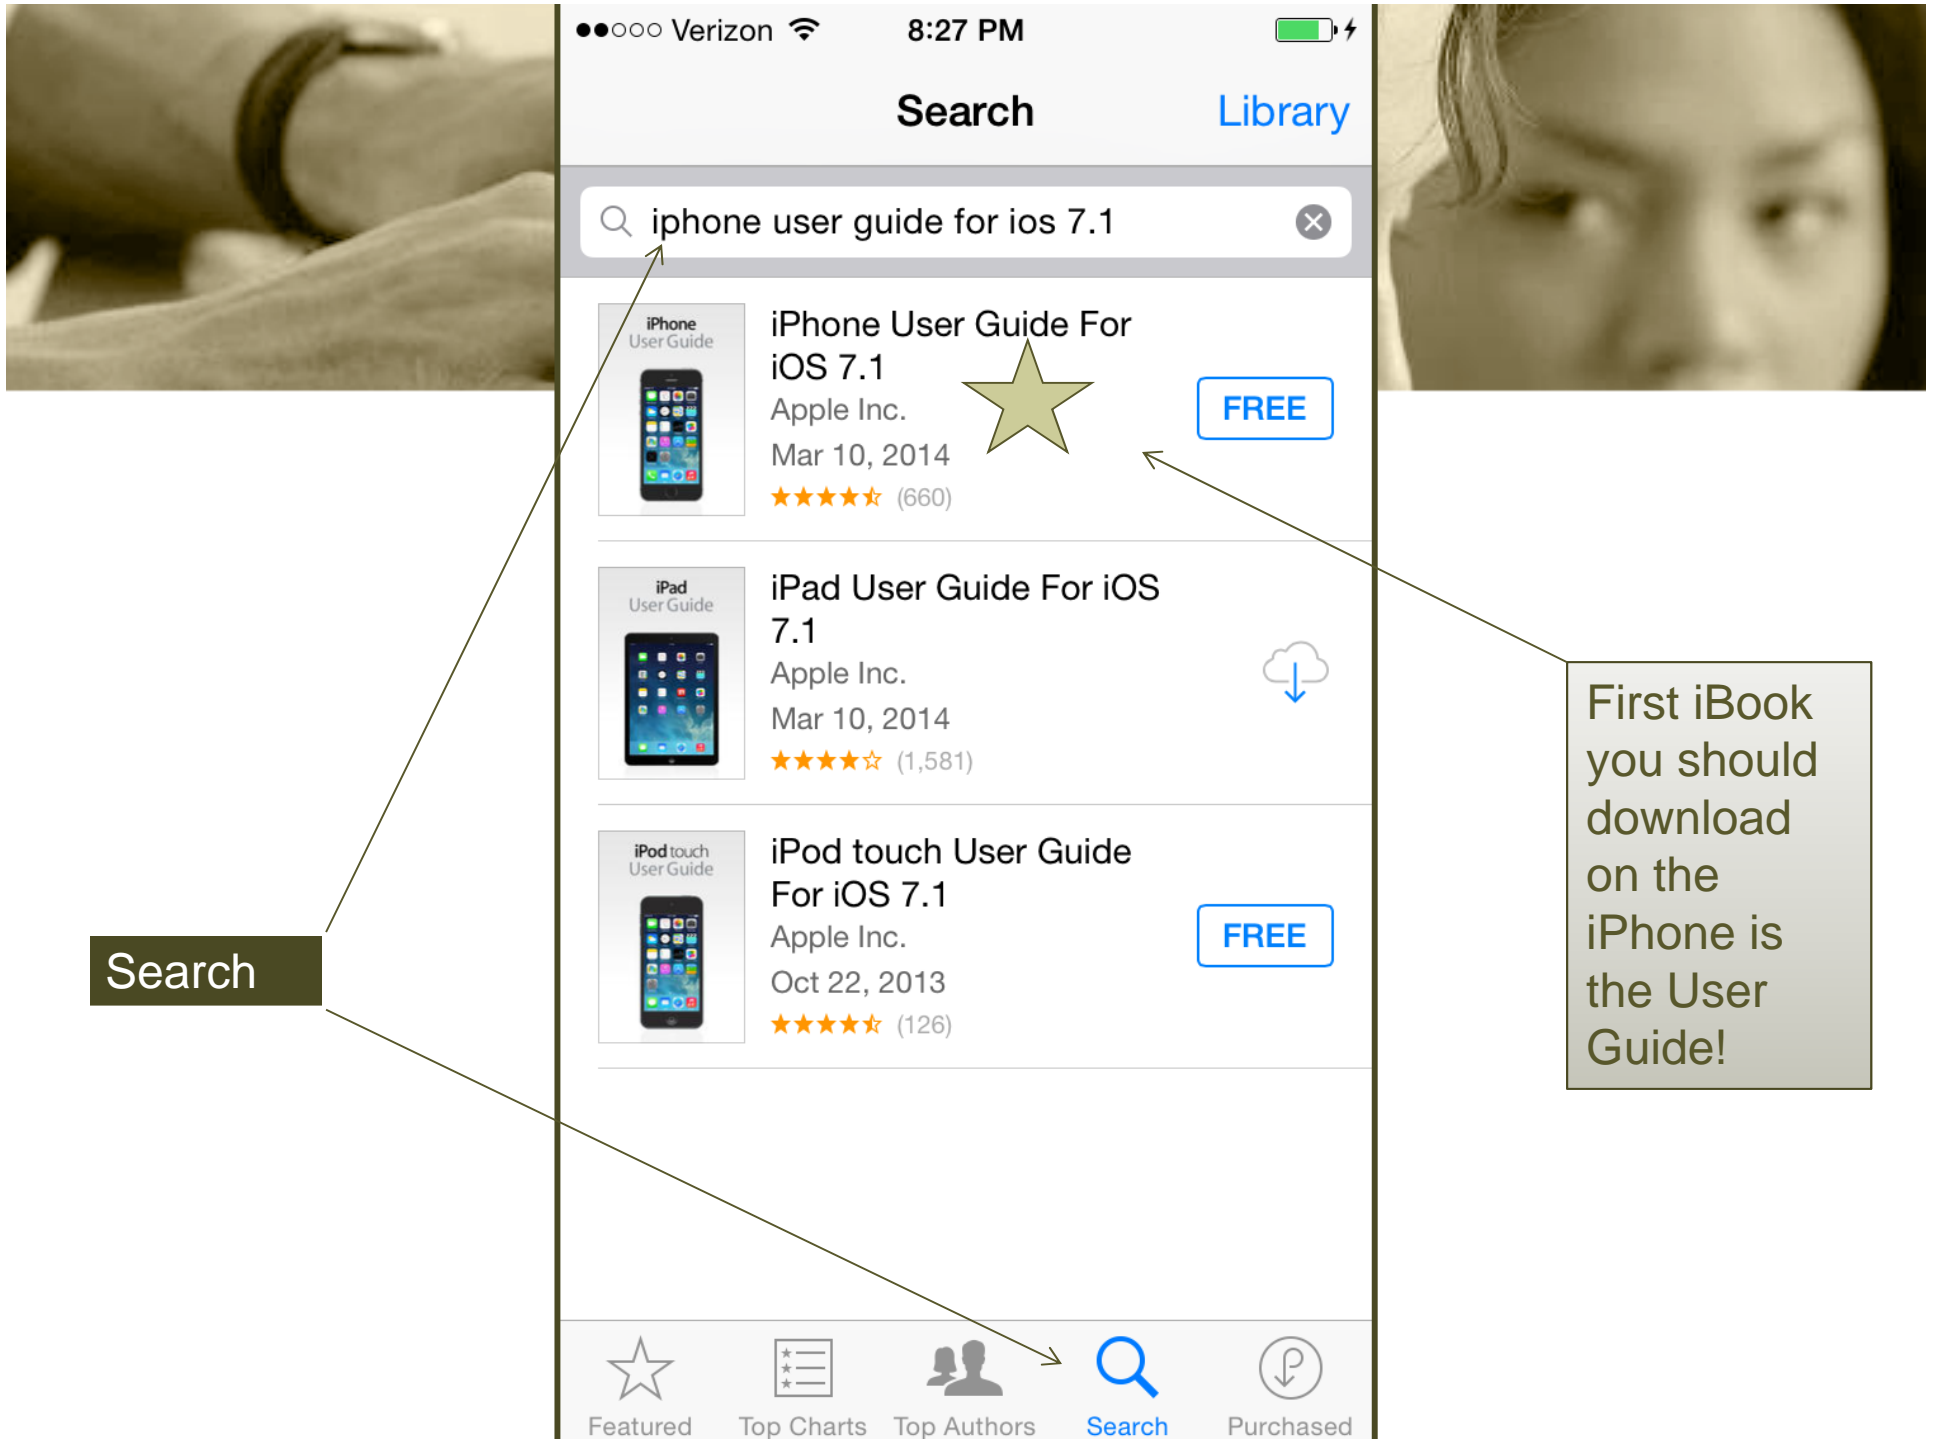 Verizon 8:27 PM
Search Library
iphone user guide for ios 7.1
iPhone
User Guide
iPhone User Guide For
iOS 7.1
Apple Inc.
Mar 10, 2014
(660)
FREE
iPad
User Guide
iPad User Guide For iOS
7.1
Apple Inc.
Mar 10, 2014
(1,581)
iPod touch
User Guide
iPod touch User Guide
For iOS 7.1
Apple Inc.
Oct 22, 2013
(126)
FREE
Search
First iBook
you should
download
on the
iPhone is
the User
Guide!
Featured Top Charts Top Authors Search Purchased